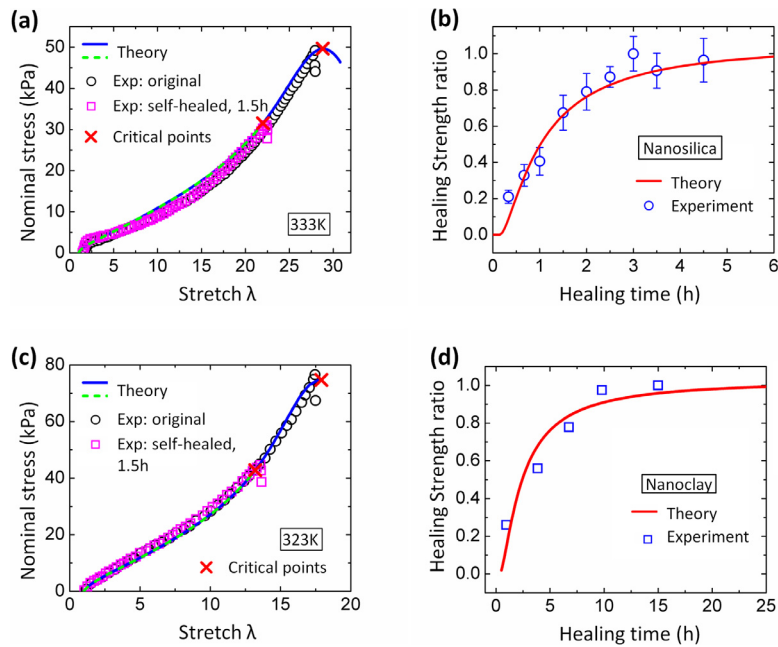 (a)
50
40
30
20
10
0
Nominal stress (kPa)
Theory
Exp: original
Exp: self-healed, 1.5h
Critical points
333K
5
10
15
20
25
30
Stretch λ
(b)
1.0
0.8
0.6
0.4
0.2
0.0
Healing Strength ratio
Nanosilica
Theory
Experiment
0
1
2
3
4
5
6
Healing time (h)
(c)
80
60
40
20
0
Nominal stress (kPa)
Theory
Exp: original
Exp: self-healed,
1.5h
323K
Critical points
5
10
15
20
Stretch λ
(d)
1.0
0.8
0.6
0.4
0.2
0.0
Healing Strength ratio
Nanoclay
Theory
Experiment
0
5
10
15
20
25
Healing time (h)